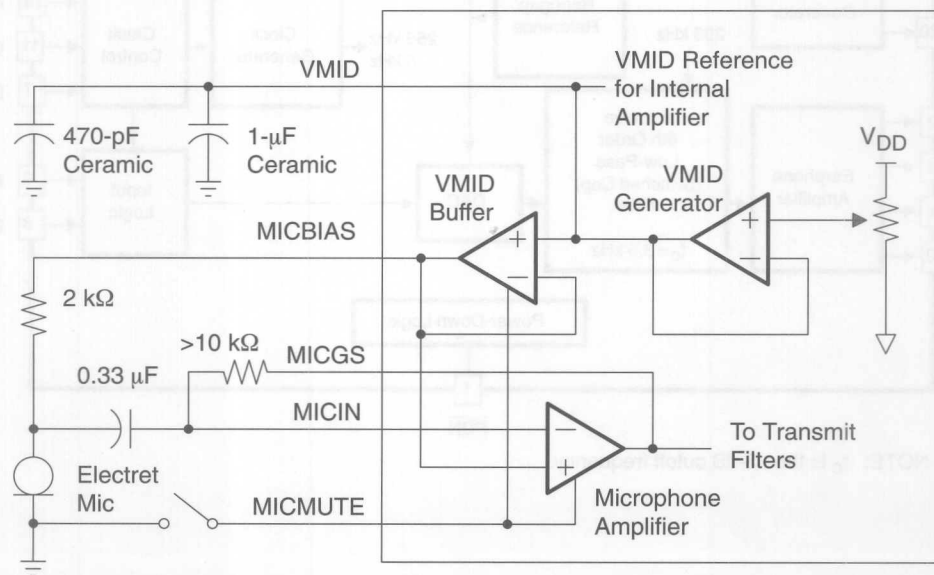 VMID
VMID Reference
for Internal
Amplifier
470-pF
Ceramic
1-μF
Ceramic
VDD
VMID
Buffer
VMID
Generator
MICBIAS
+
−
+
−
2 kΩ
>10 kΩ
MICGS
0.33 μF
MICIN
−
+
To Transmit
Filters
Electret
Mic
MICMUTE
Microphone
Amplifier